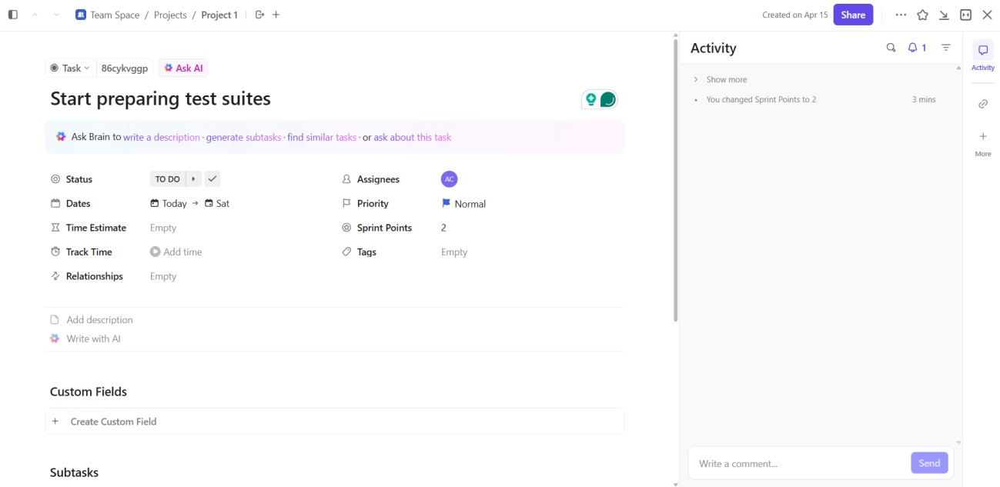 Team Space / Projects / Project 1
Created on Apr 15
Share
Task
86cykvggp
Ask AI
Start preparing test suites
Ask Brain to write a description · generate subtasks · find similar tasks · or ask about this task
Status
TO DO
Assignees
AC
Dates
Today → Sat
Priority
Normal
Time Estimate
Empty
Sprint Points
2
Track Time
Add time
Tags
Empty
Relationships
Empty
Add description
Write with AI
Custom Fields
+ Create Custom Field
Subtasks
Activity
1
Show more
• You changed Sprint Points to 2
3 mins
Write a comment...
Send
Activity
More